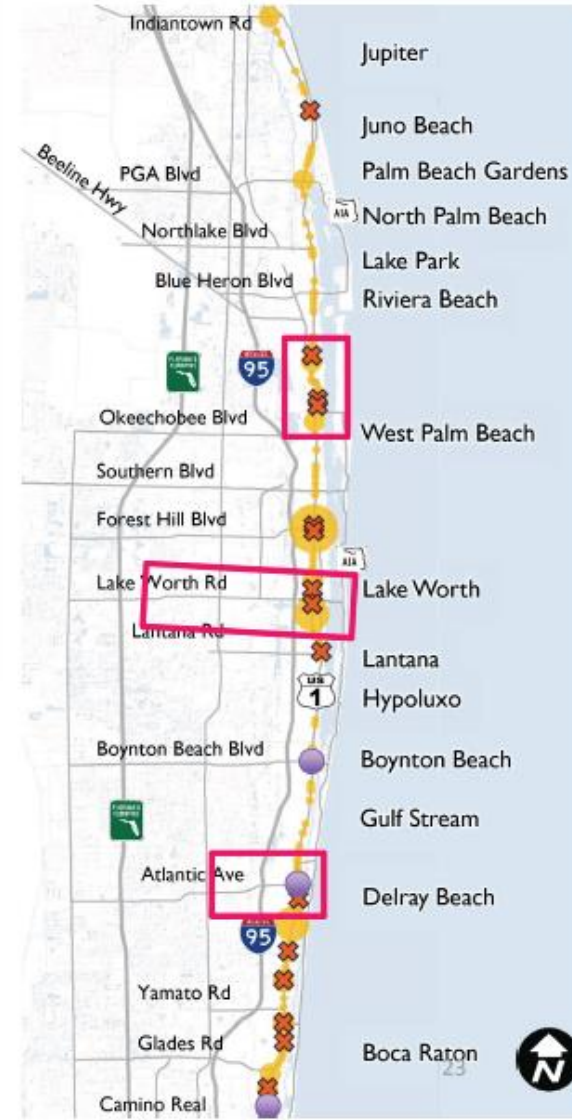 Indiantown Rd
Jupiter
Juno Beach
Beeline Hwy
PGA Blvd
Palm Beach Gardens
A1A
North Palm Beach
Northlake Blvd
Lake Park
Blue Heron Blvd
Riviera Beach
95
Okeechobee Blvd
West Palm Beach
Southern Blvd
Forest Hill Blvd
A1A
Lake Worth Rd
Lake Worth
Lantana Rd
Lantana
US
1
Hypoluxo
Boynton Beach Blvd
Boynton Beach
Gulf Stream
Atlantic Ave
Delray Beach
95
Yamato Rd
Glades Rd
Boca Raton
23
N
Camino Real